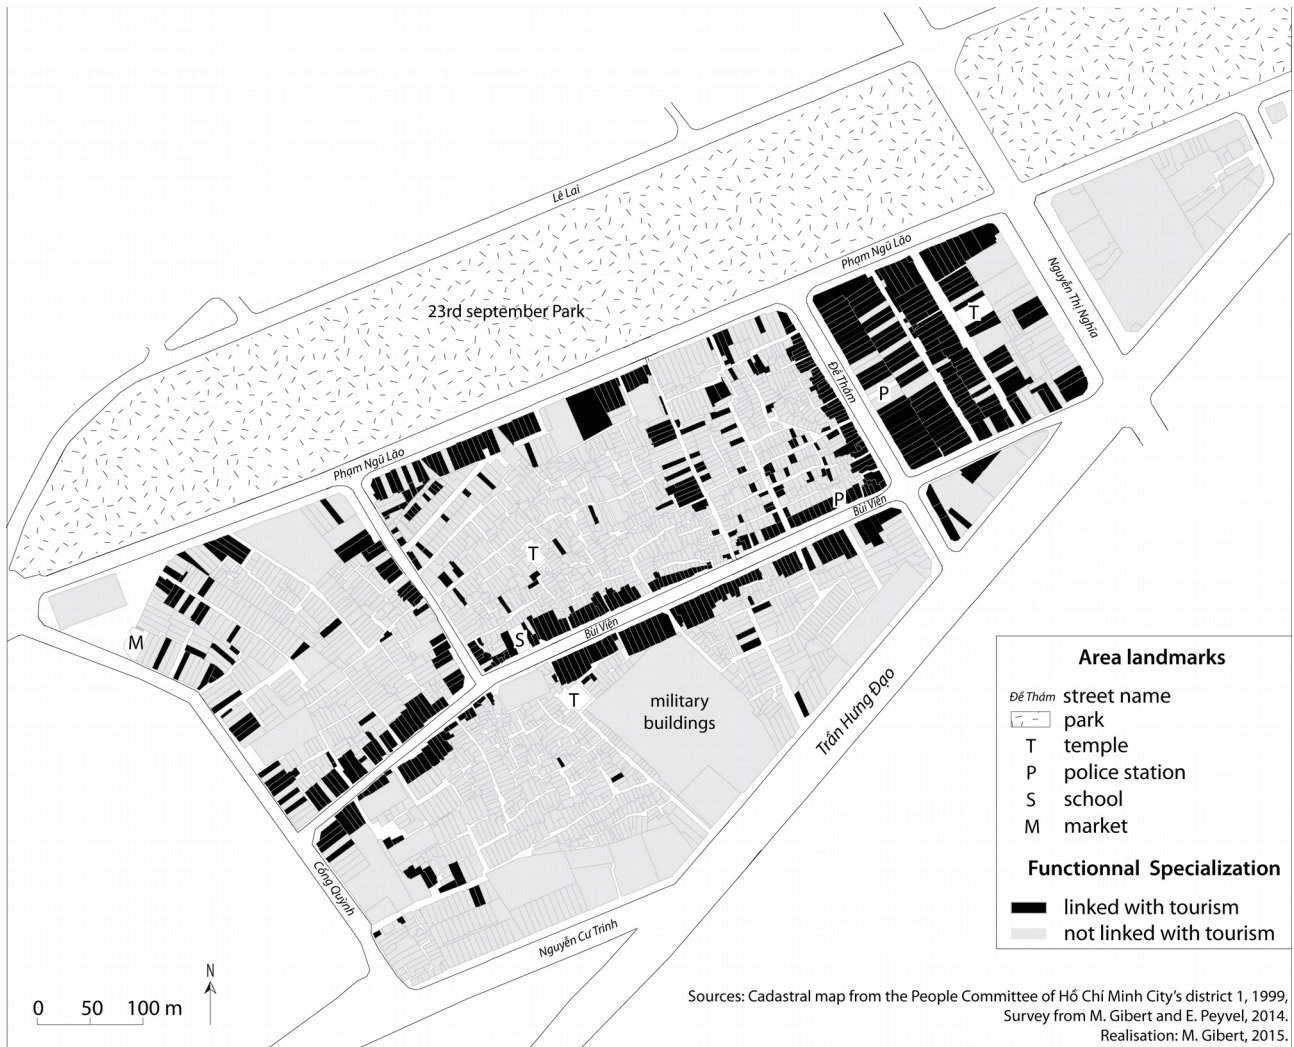 Lê Lai
Phạm Ngũ Lão
Nguyễn Thị Nghĩa
23rd september Park
T
Đề Thám
P
Phạm Ngũ Lão
P
Bùi Viện
T
M
S
Bùi Viện
T
military
buildings
Trần Hưng Đạo
Cống Quỳnh
Nguyễn Cư Trinh
Area landmarks
Đề Thám street name
park
T temple
P police station
S school
M market
Functionnal Specialization
linked with tourism
not linked with tourism
N
0 50 100 m
Sources: Cadastral map from the People Committee of Hồ Chí Minh City's district 1, 1999,
Survey from M. Gibert and E. Peyvel, 2014.
Realisation: M. Gibert, 2015.